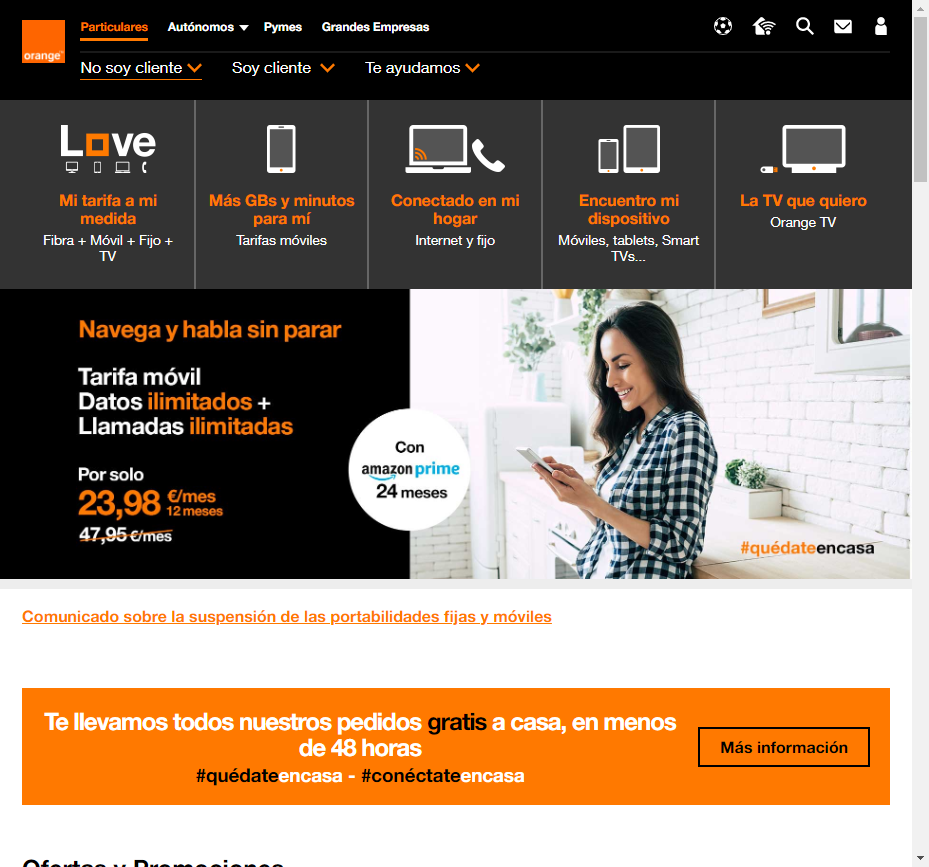 orange™
Particulares
Autónomos
Pymes
Grandes Empresas
No soy cliente
Soy cliente
Te ayudamos
Love
Mi tarifa a mi
medida
Fibra + Móvil + Fijo +
TV
Más GBs y minutos
para mí
Tarifas móviles
Conectado en mi
hogar
Internet y fijo
Encuentro mi
dispositivo
Móviles, tablets, Smart
TVs...
La TV que quiero
Orange TV
Navega y habla sin parar
Tarifa móvil
Datos ilimitados +
Llamadas ilimitadas
Por solo
23,98 €/mes
12 meses
47,95 €/mes
Con
amazon prime
24 meses
#quédateencasa
Comunicado sobre la suspensión de las portabilidades fijas y móviles
Te llevamos todos nuestros pedidos gratis a casa, en menos
de 48 horas
#quédateencasa - #conéctateencasa
Más información
Ofertas y Promociones